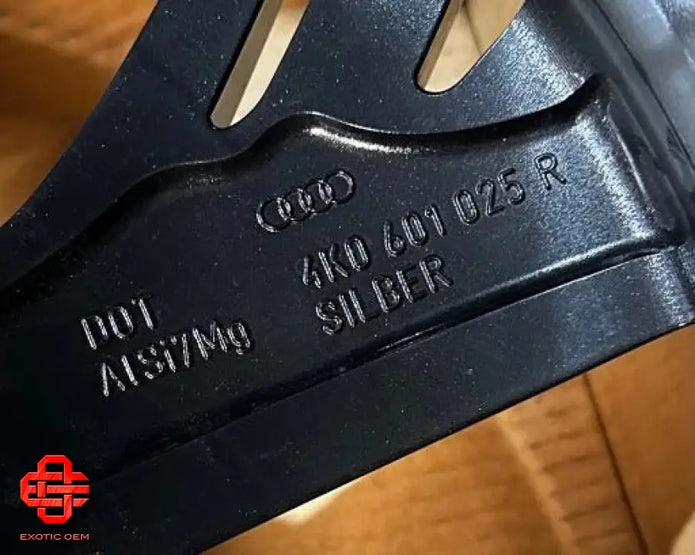 4K0 601 025 R
SILBER
DOT
AlSi7Mg
EXOTIC OEM